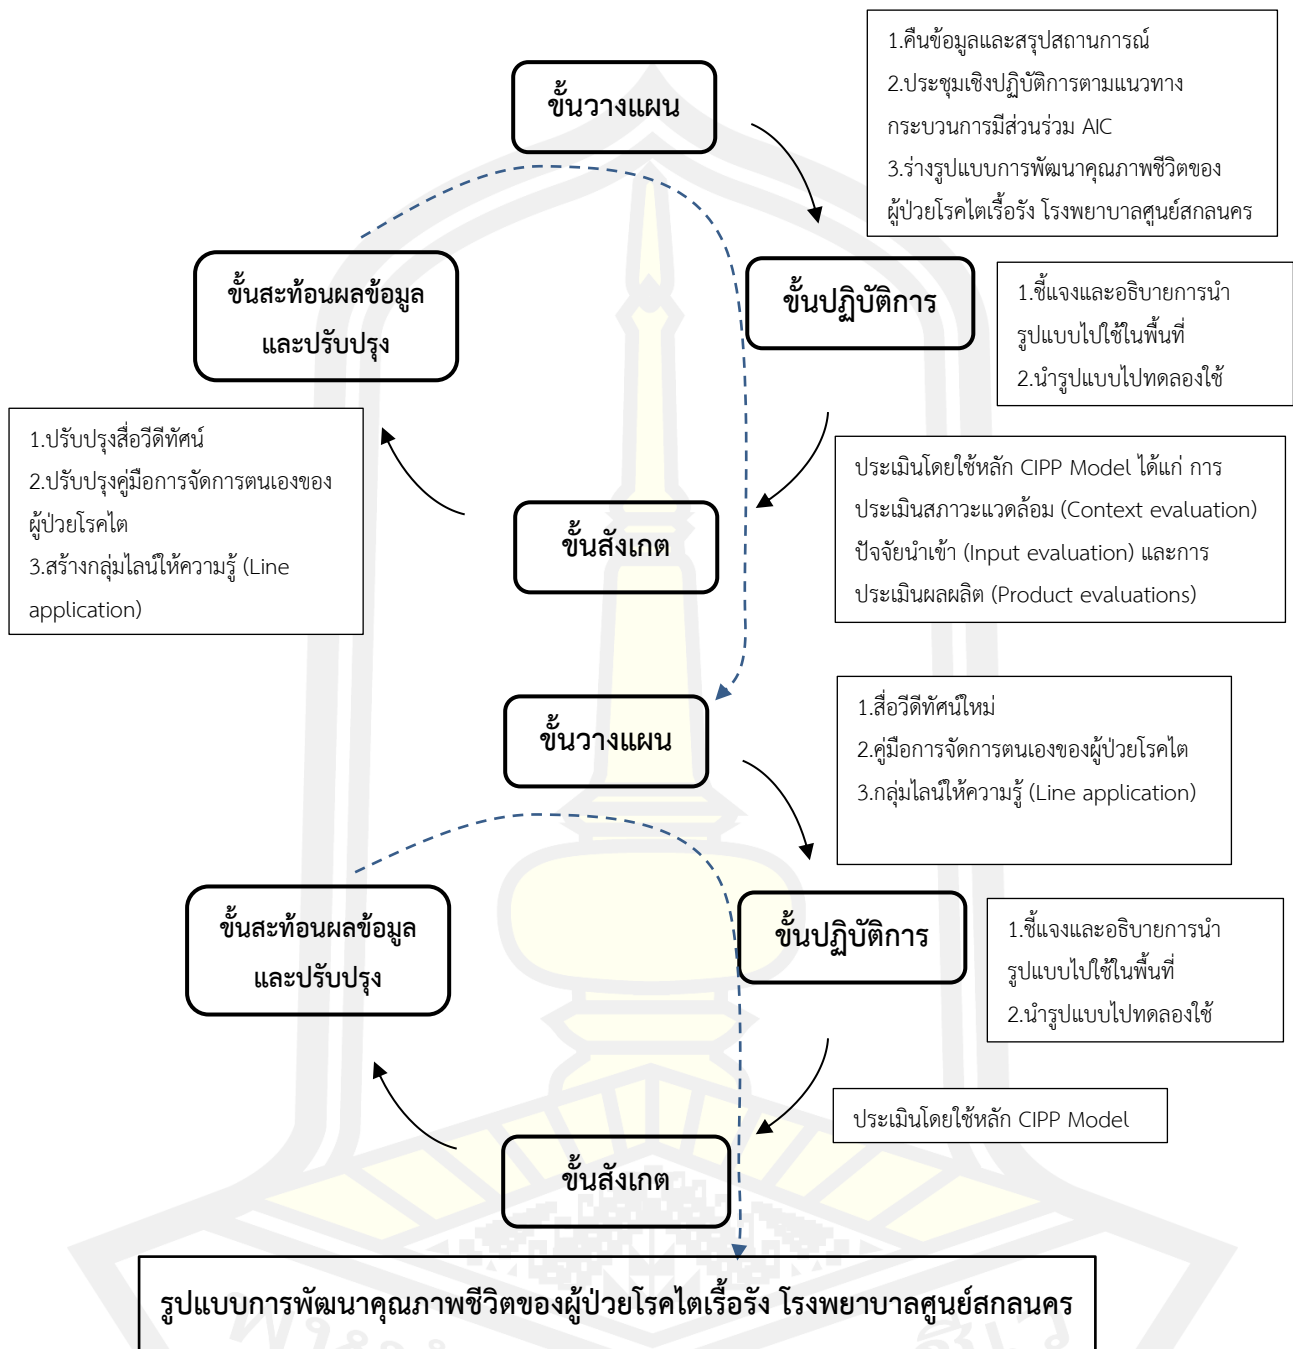 ขั้นวางแผน
1.คืนข้อมูลและสรุปสถานการณ์
2.ประชุมเชิงปฏิบัติการตามแนวทาง
กระบวนการมีส่วนร่วม AIC
3.ร่างรูปแบบการพัฒนาคุณภาพชีวิตของ
ผู้ป่วยโรคไตเรื้อรัง โรงพยาบาลศูนย์สกลนคร
ขั้นสะท้อนผลข้อมูล
และปรับปรุง
ขั้นปฏิบัติการ
1.ชี้แจงและอธิบายการนำ
รูปแบบไปใช้ในพื้นที่
2.นำรูปแบบไปทดลองใช้
1.ปรับปรุงสื่อวีดีทัศน์
2.ปรับปรุงคู่มือการจัดการตนเองของ
ผู้ป่วยโรคไต
3.สร้างกลุ่มไลน์ให้ความรู้ (Line
application)
ขั้นสังเกต
ประเมินโดยใช้หลัก CIPP Model ได้แก่ การ
ประเมินสภาวะแวดล้อม (Context evaluation)
ปัจจัยนำเข้า (Input evaluation) และการ
ประเมินผลผลิต (Product evaluations)
ขั้นวางแผน
1.สื่อวีดีทัศน์ใหม่
2.คู่มือการจัดการตนเองของผู้ป่วยโรคไต
3.กลุ่มไลน์ให้ความรู้ (Line application)
ขั้นสะท้อนผลข้อมูล
และปรับปรุง
ขั้นปฏิบัติการ
1.ชี้แจงและอธิบายการนำ
รูปแบบไปใช้ในพื้นที่
2.นำรูปแบบไปทดลองใช้
ขั้นสังเกต
ประเมินโดยใช้หลัก CIPP Model
รูปแบบการพัฒนาคุณภาพชีวิตของผู้ป่วยโรคไตเรื้อรัง โรงพยาบาลศูนย์สกลนคร